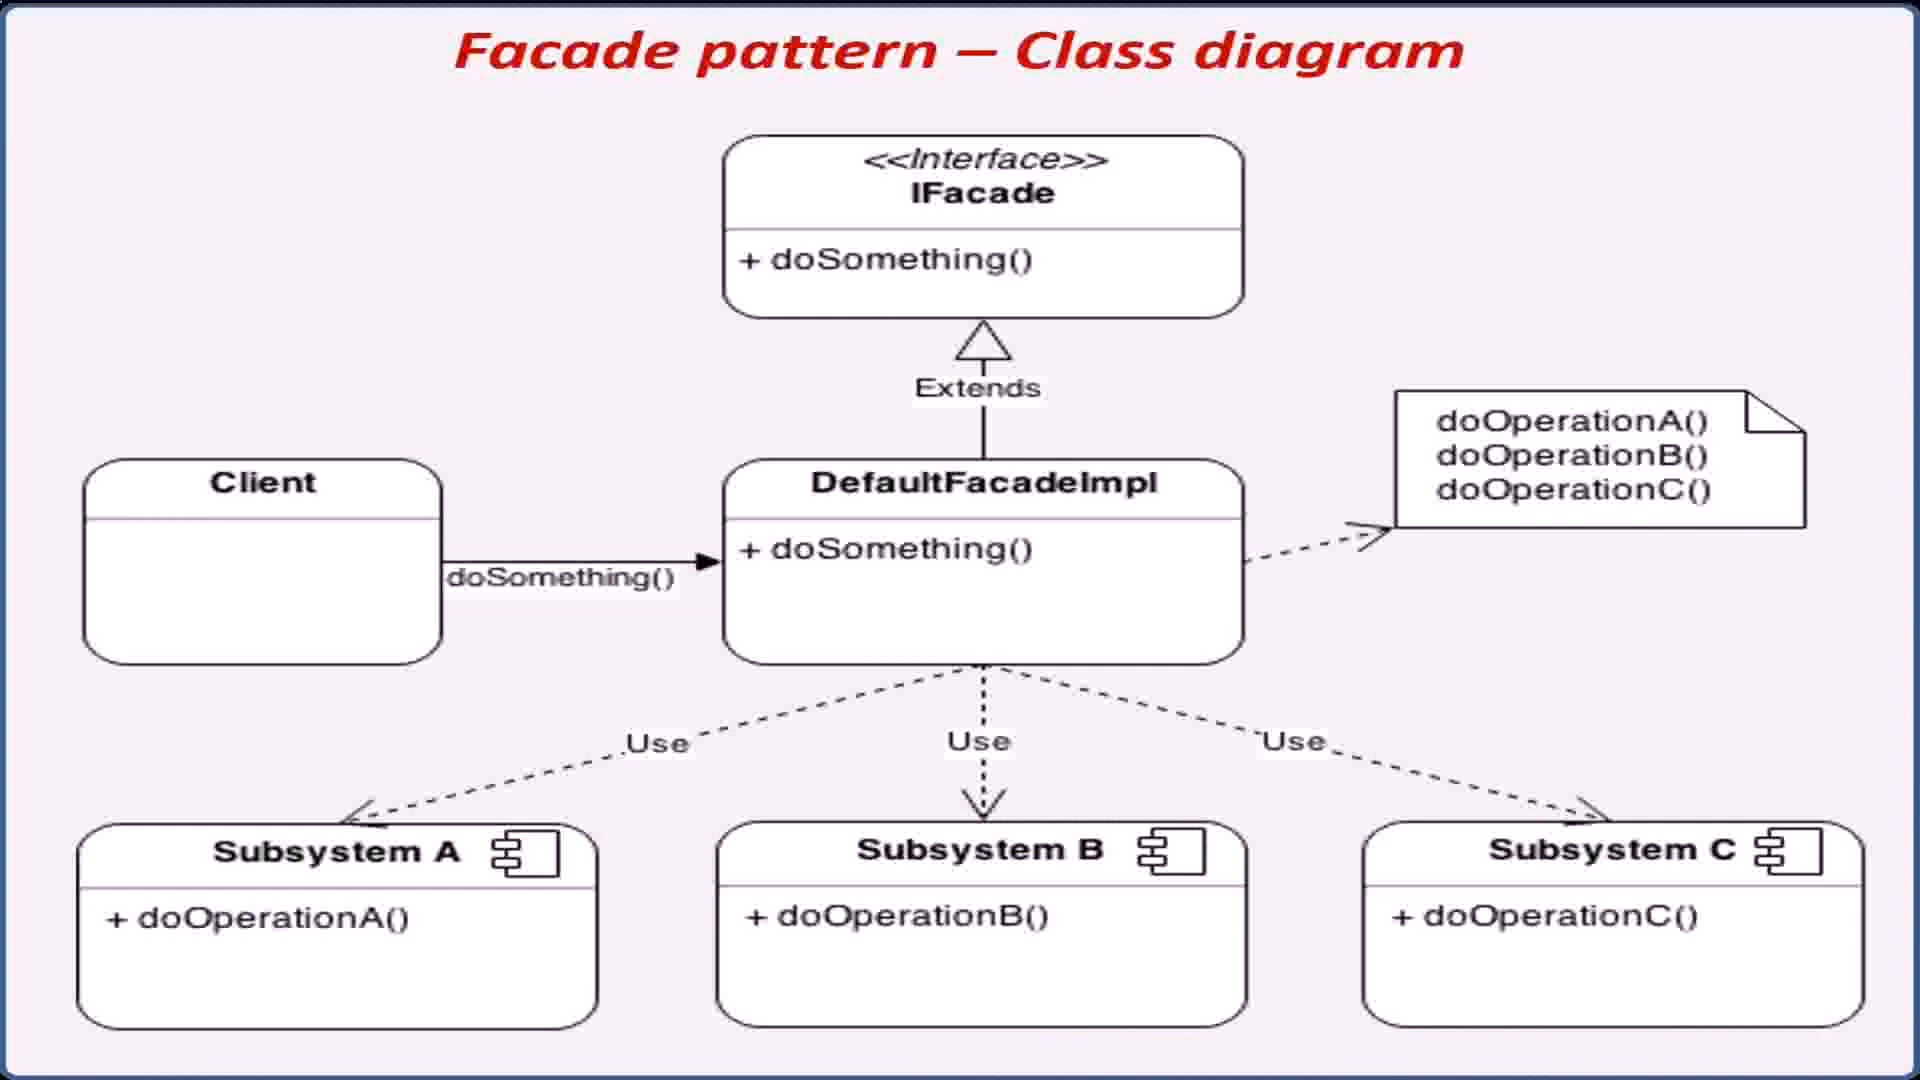 Facade pattern – Class diagram
<<Interface>>
IFacade
+ doSomething()
Extends
doOperationA()
doOperationB()
doOperationC()
Client
doSomething()
DefaultFacadeImpl
+ doSomething()
Use
Use
Use
Subsystem A
+ doOperationA()
Subsystem B
+ doOperationB()
Subsystem C
+ doOperationC()